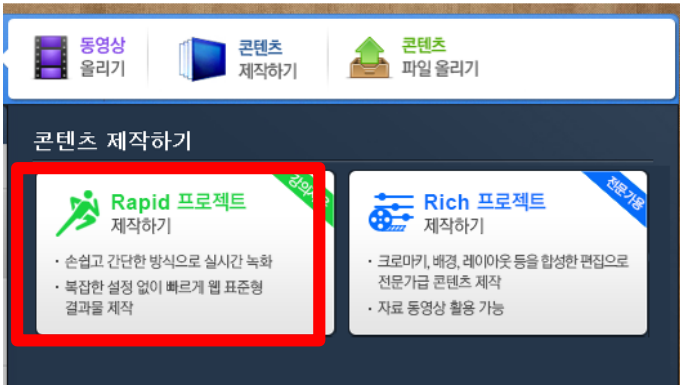 동영상
올리기
콘텐츠
제작하기
콘텐츠
파일 올리기
콘텐츠 제작하기
Rapid 프로젝트
제작하기
· 손쉽고 간단한 방식으로 실시간 녹화
· 복잡한 설정 없이 빠르게 웹 표준형
결과물 제작
Rich 프로젝트
제작하기
전문가용
· 크로마키, 배경, 레이아웃 등을 합성한 편집으로
전문가급 콘텐츠 제작
· 자료 동영상 활용 가능